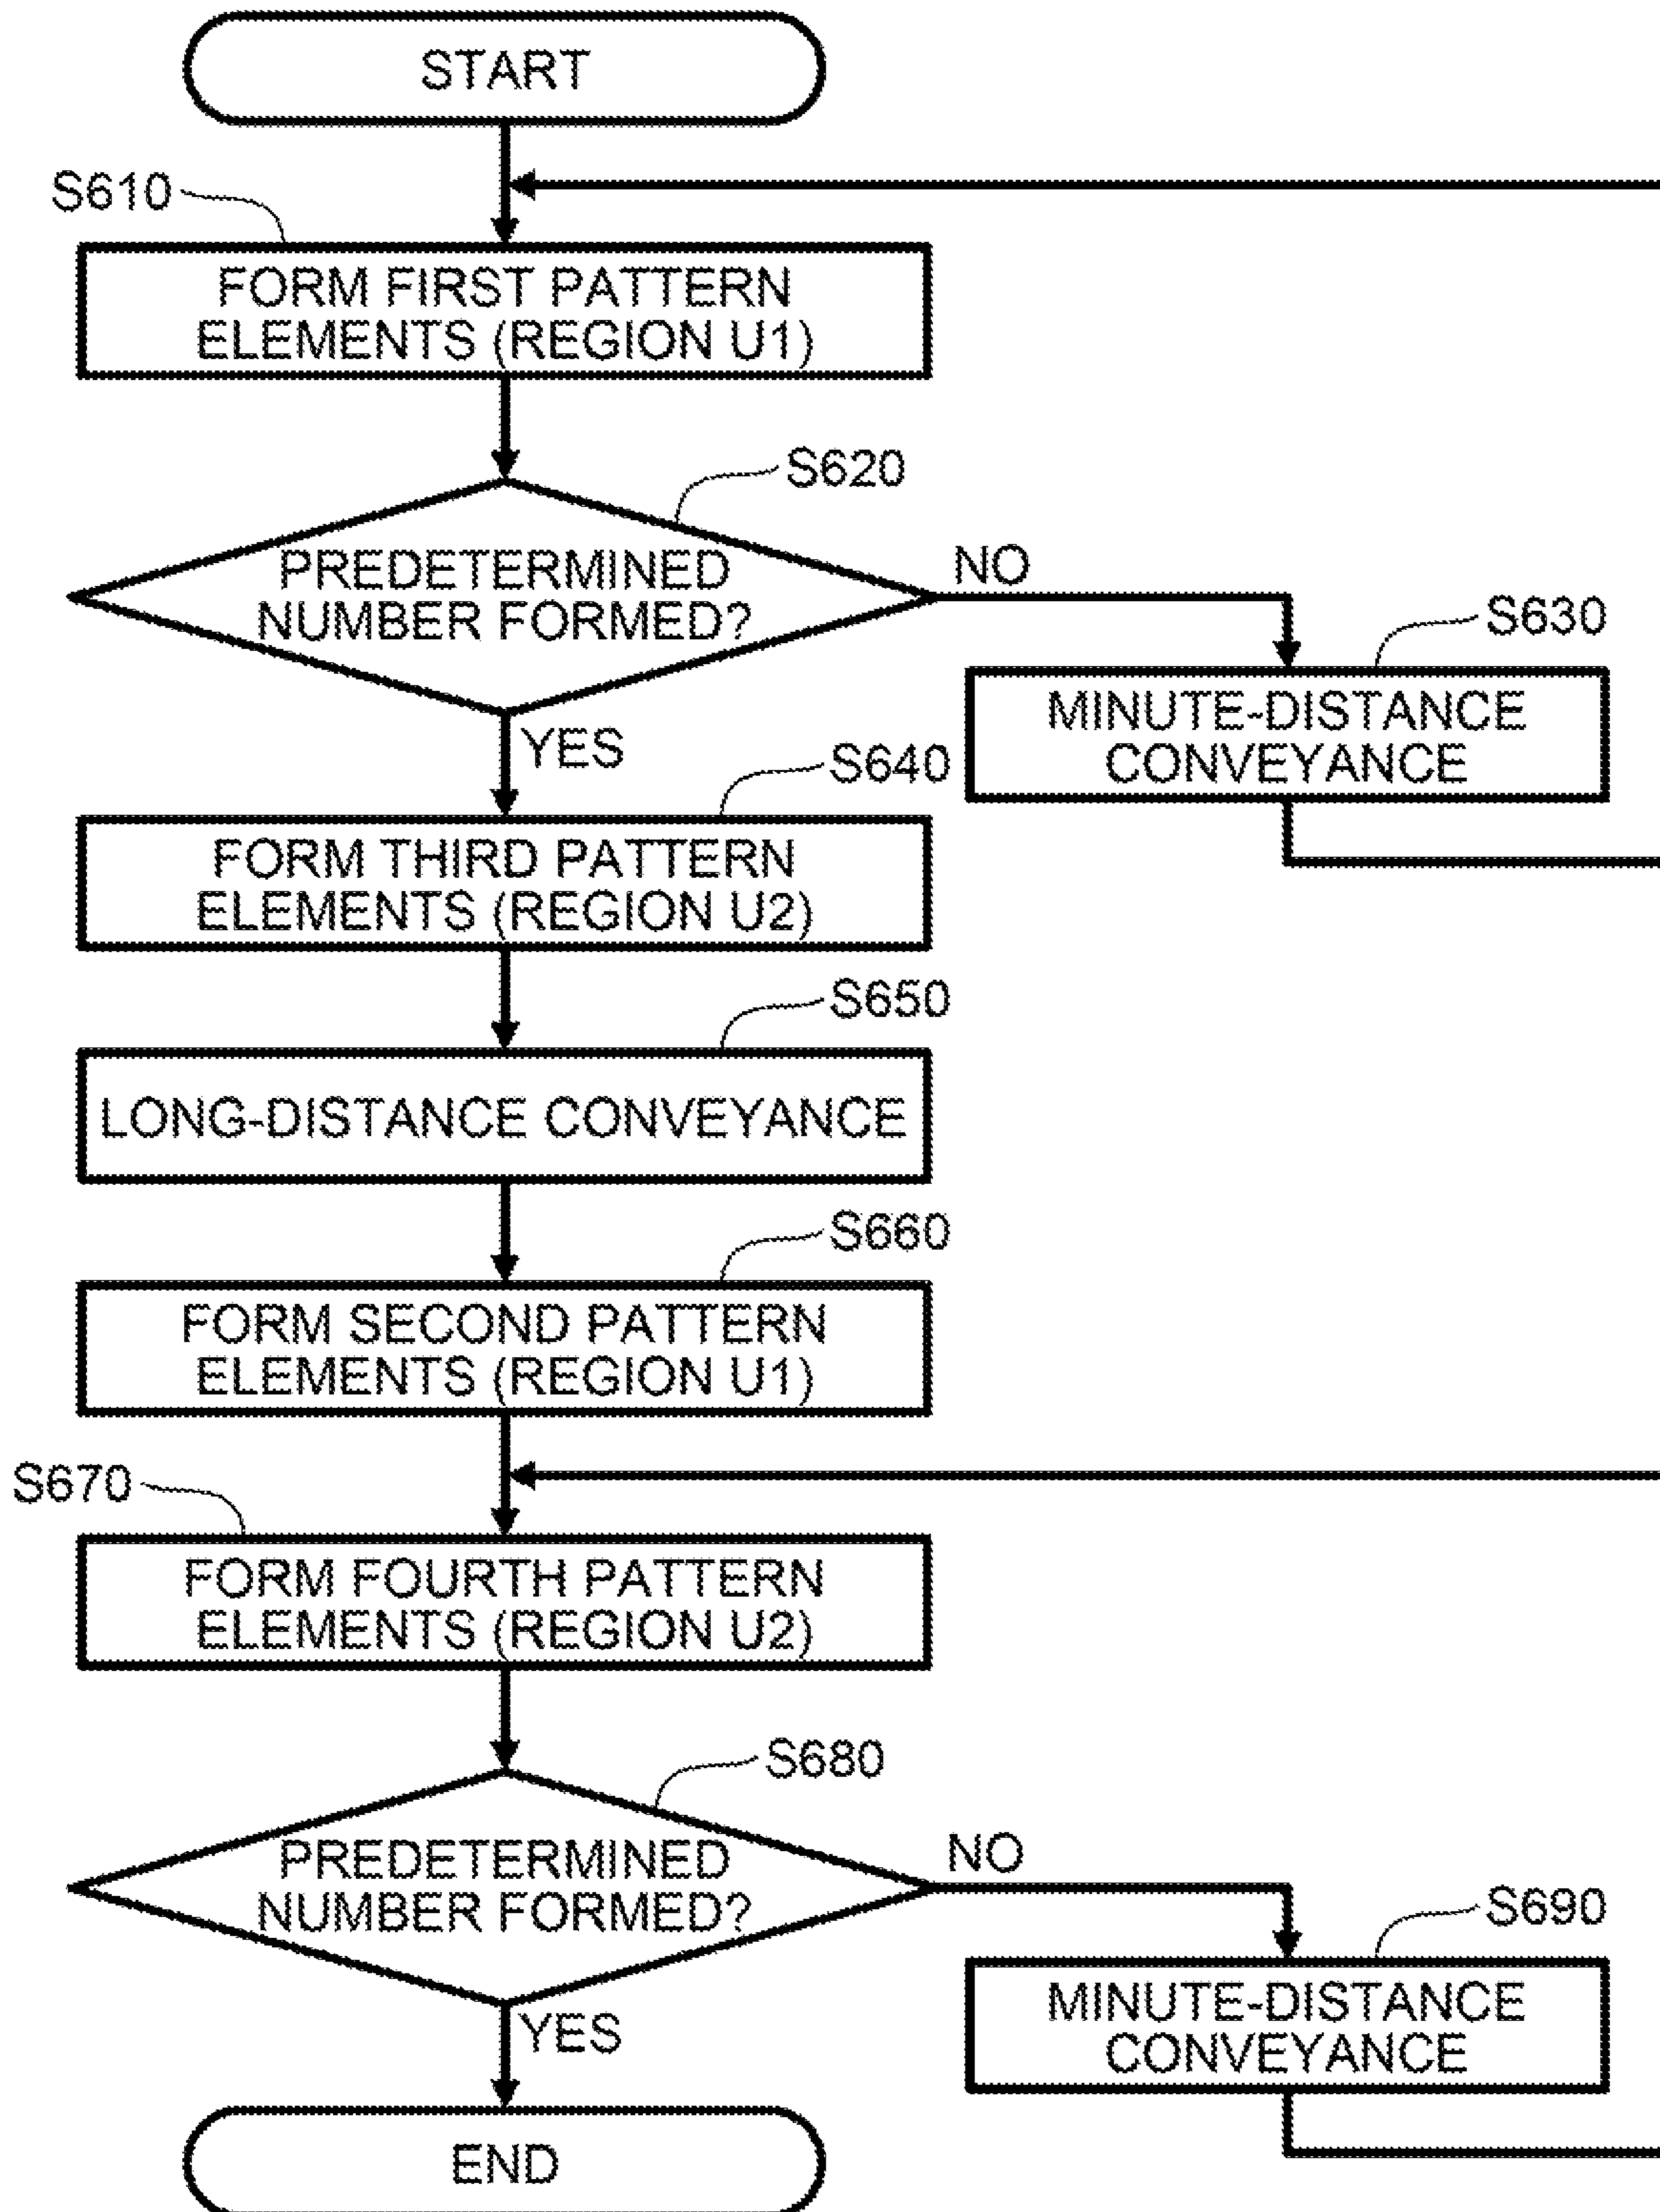 START
S610
FORM FIRST PATTERN
ELEMENTS (REGION U1)
S620
PREDETERMINED
NUMBER FORMED?
NO
S630
MINUTE-DISTANCE
CONVEYANCE
YES
S640
FORM THIRD PATTERN
ELEMENTS (REGION U2)
S650
LONG-DISTANCE CONVEYANCE
S660
FORM SECOND PATTERN
ELEMENTS (REGION U1)
S670
FORM FOURTH PATTERN
ELEMENTS (REGION U2)
S680
PREDETERMINED
NUMBER FORMED?
NO
S690
MINUTE-DISTANCE
CONVEYANCE
YES
END